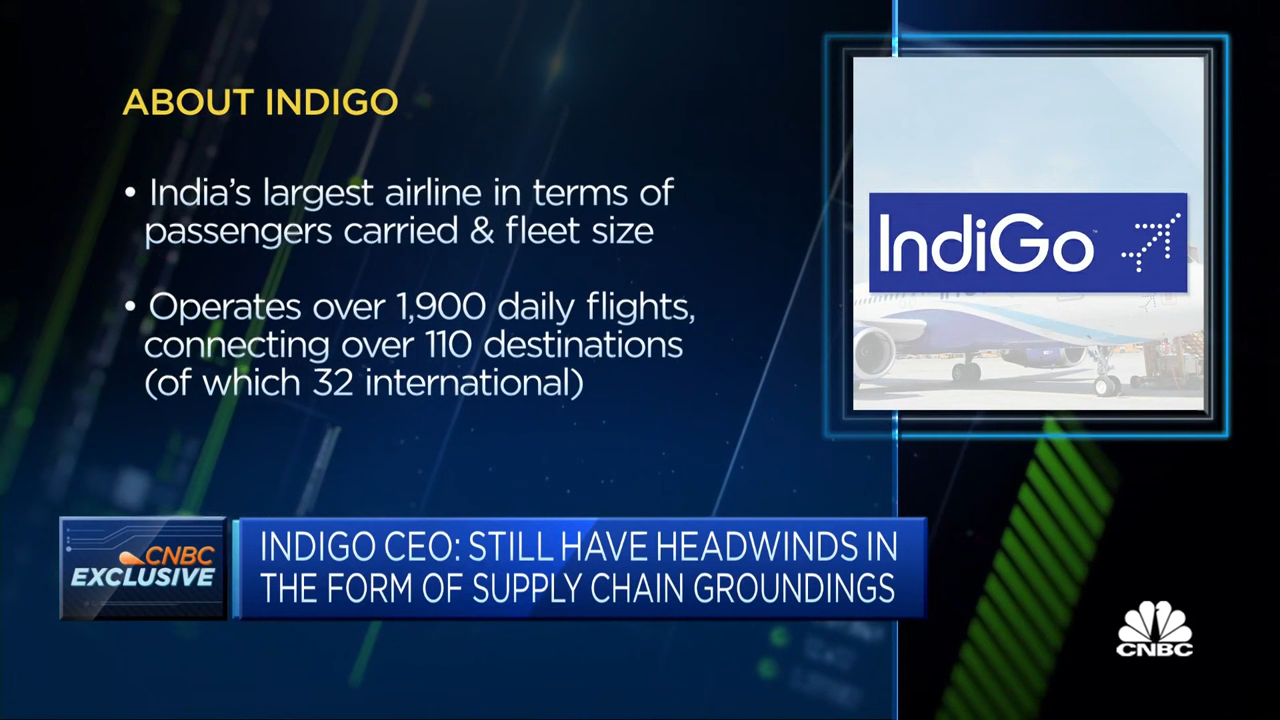 ABOUT INDIGO
• India's largest airline in terms of
passengers carried & fleet size
• Operates over 1,900 daily flights,
connecting over 110 destinations
(of which 32 international)
IndiGo™
CNBC
EXCLUSIVE
INDIGO CEO: STILL HAVE HEADWINDS IN
THE FORM OF SUPPLY CHAIN GROUNDINGS
CNBC